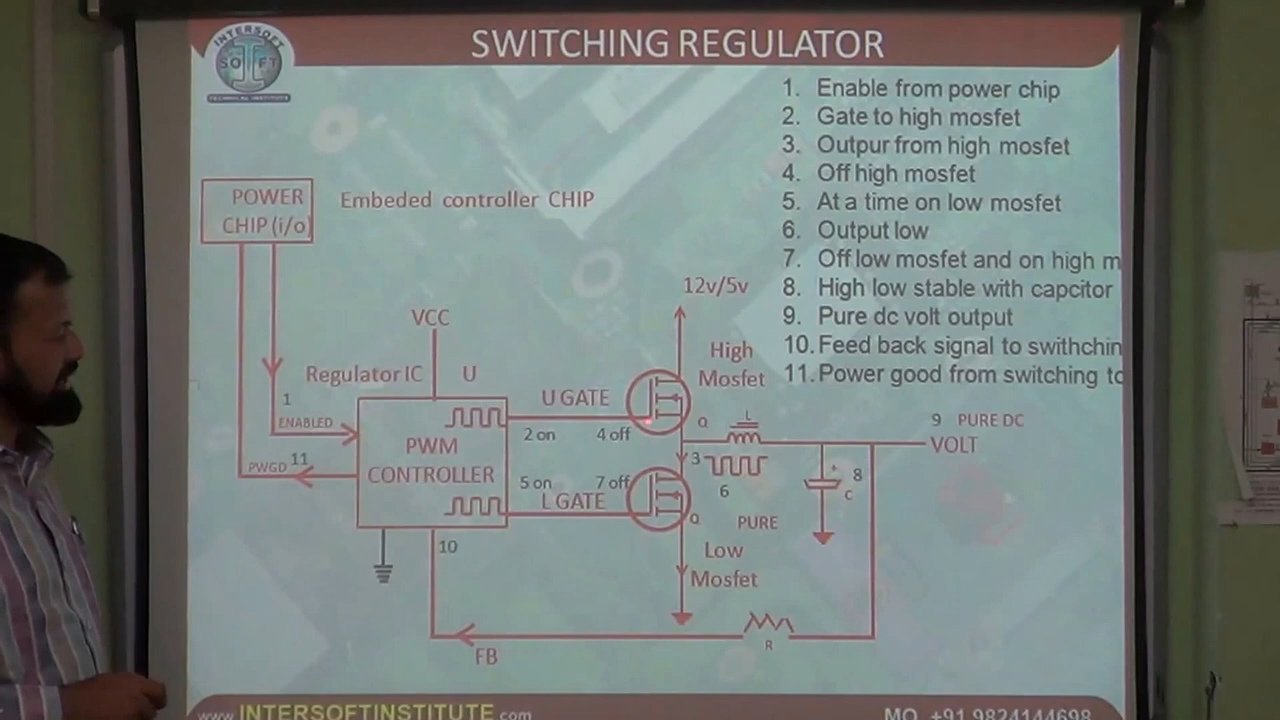 INTERSOFT
SOFT
TECHNICAL INSTITUTE
SWITCHING REGULATOR
1. Enable from power chip
2. Gate to high mosfet
3. Outpur from high mosfet
4. Off high mosfet
5. At a time on low mosfet
6. Output low
7. Off low mosfet and on high m
8. High low stable with capcitor
9. Pure dc volt output
10. Feed back signal to swithchin
11. Power good from switching to
POWER
CHIP (i/o)
Embeded controller CHIP
12v/5v
VCC
High
Mosfet
Regulator IC
U
1
ENABLED
U GATE
2 on
4 off
Q
L
9 PURE DC
VOLT
PWM
CONTROLLER
PWGD
11
5 on
7 off
L GATE
3
6
+
8
C
Q
PURE
10
Low
Mosfet
R
FB
www.INTERSOFTINSTITUTE.com
MO. +91 9824144698